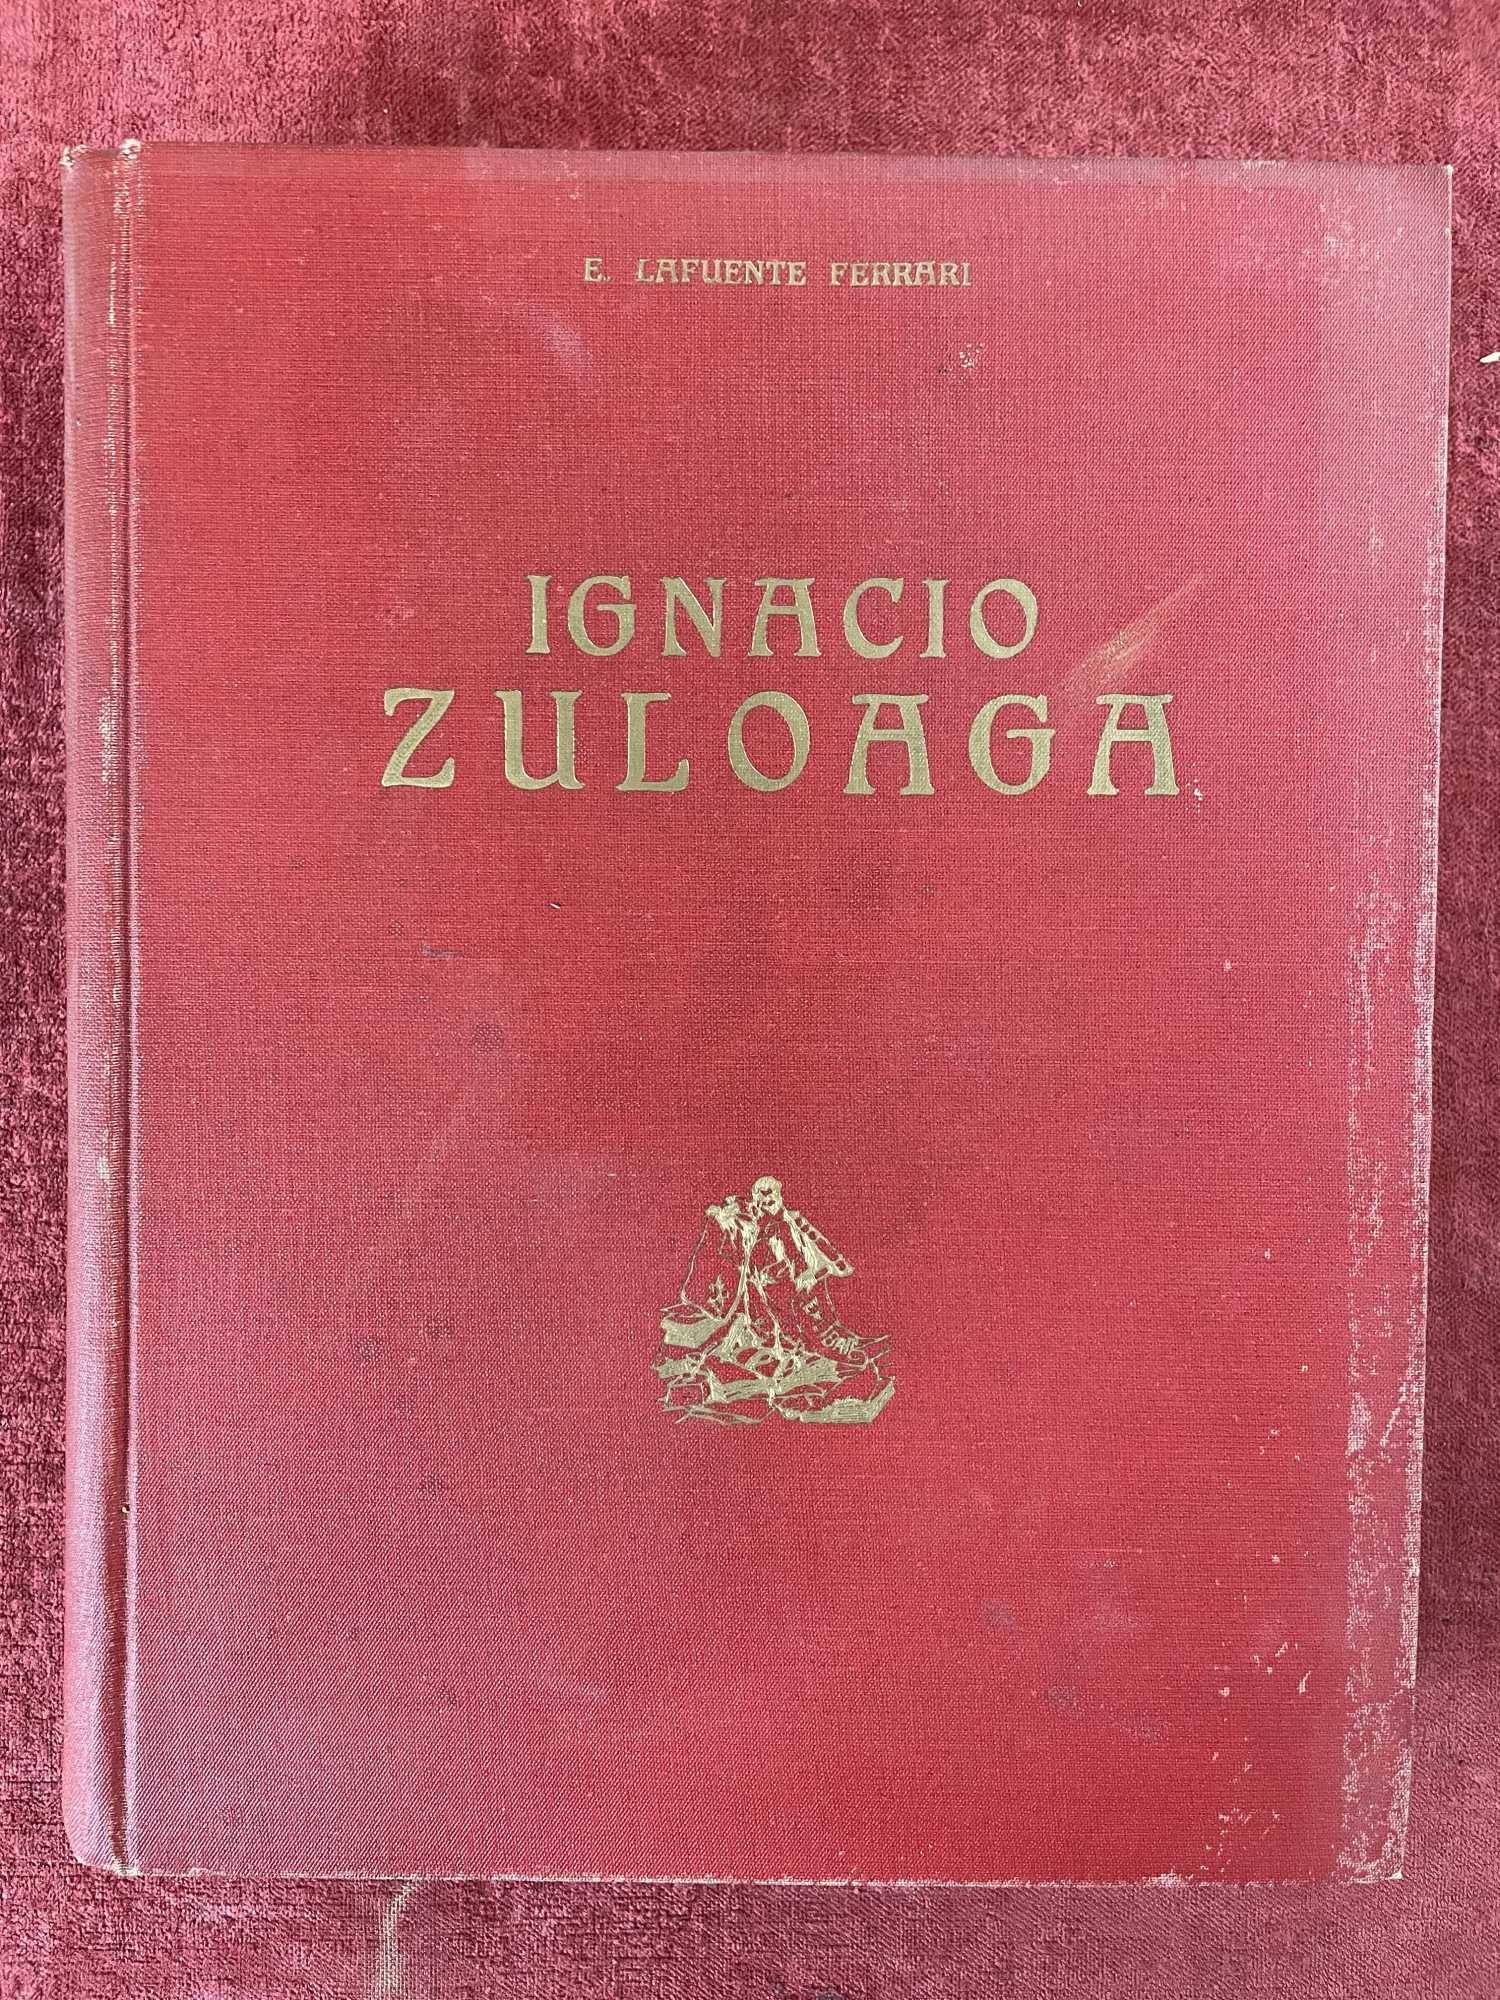 E. LAFUENTE FERRARI
IGNACIO
ZULOAGA